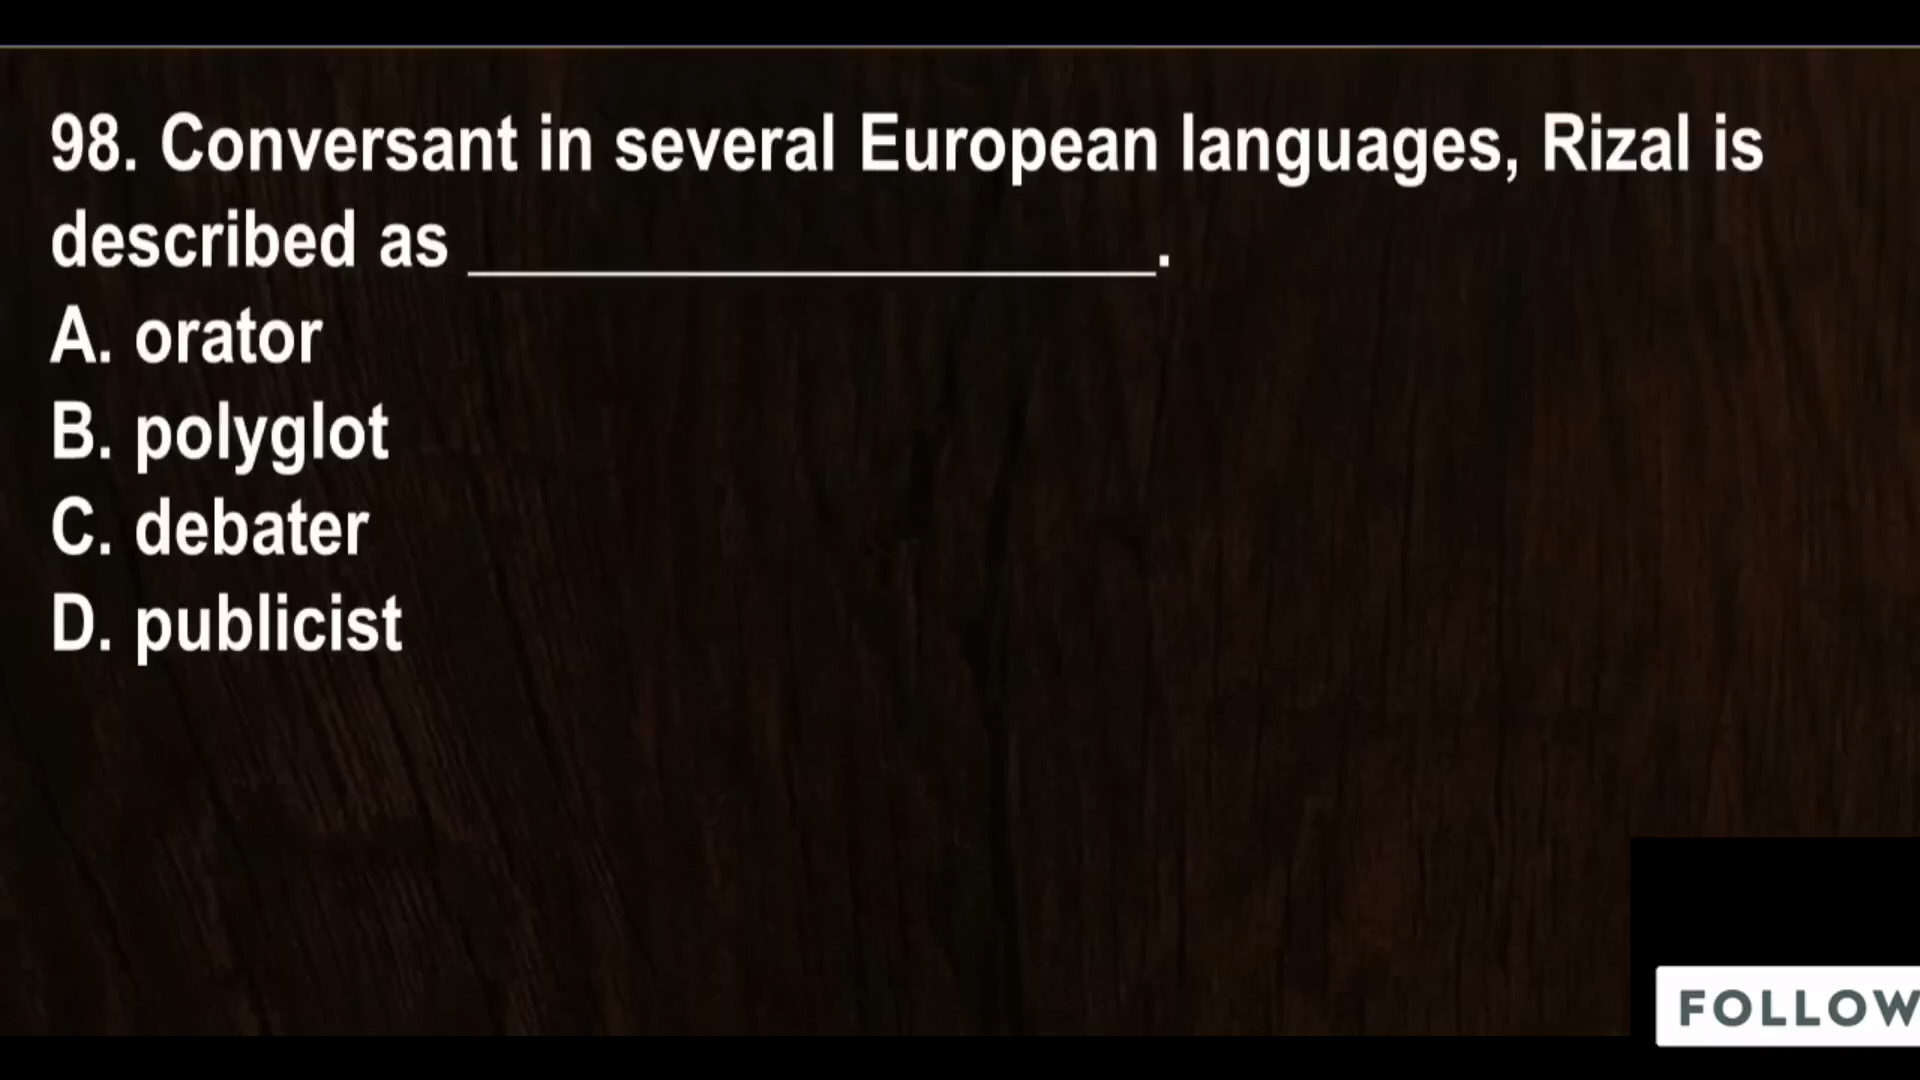 98. Conversant in several European languages, Rizal is
described as ____________________.
A. orator
B. polyglot
C. debater
D. publicist
FOLLOW